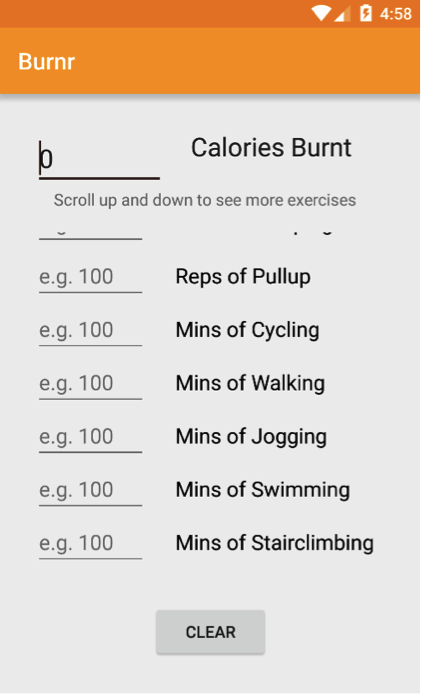 4:58
Burnr
0 Calories Burnt
Scroll up and down to see more exercises
e.g. 100 Reps of Pullup
e.g. 100 Mins of Cycling
e.g. 100 Mins of Walking
e.g. 100 Mins of Jogging
e.g. 100 Mins of Swimming
e.g. 100 Mins of Stairclimbing
CLEAR